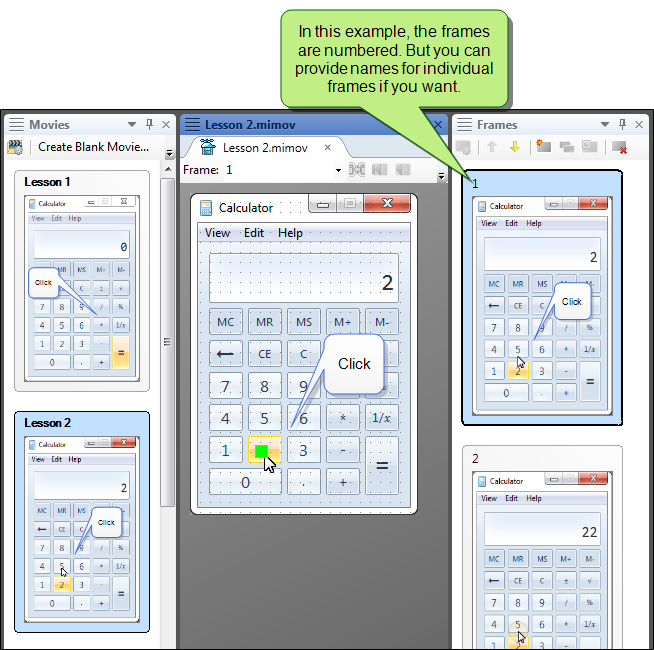 In this example, the frames
are numbered. But you can
provide names for individual
frames if you want.
Movies
Create Blank Movie...
Lesson 1
Calculator
View Edit Help
0
MR MS M+ M-
Click
C ± √
7 8 / %
4 5 6 * 1/x
1 2 3 =
0 . +
Lesson 2
Calculator
View Edit Help
2
MC MR MS M+ M-
← CE
Click
7 8 9 / %
4 5 6 * 1/x
1 2 3 - =
0 . +
Lesson 2.mimov
Lesson 2.mimov
Frame: 1
Calculator
View Edit Help
2
MC MR MS M+ M-
← CE C
Click
7 8 9 %
4 5 6 * 1/x
1 3 - =
0 . +
Frames
1
Calculator
View Edit Help
2
MC MR MS M+ M-
← CE C
Click
7 8 9 / %
4 5 6 * 1/x
1 2 3 - =
0 . +
2
Calculator
View Edit Help
22
MC MR MS M+ M-
← CE C ± √
7 8 9 / %
4 5 6 * 1/x
1 2 3 - =